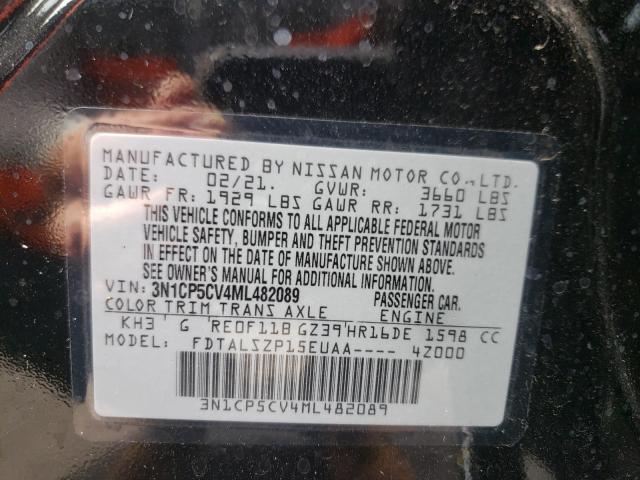 MANUFACTURED BY NISSAN MOTOR CO.,LTD.
DATE: 02/21. GVWR: 3660 LBS
GAWR FR: 1929 LBS GAWR RR: 1731 LBS
THIS VEHICLE CONFORMS TO ALL APPLICABLE FEDERAL MOTOR
VEHICLE SAFETY, BUMPER AND THEFT PREVENTION STANDARDS
IN EFFECT ON THE DATE OF MANUFACTURE SHOWN ABOVE.
SEE OWNER'S MANUAL FOR ADDITIONAL INFORMATION.
VIN: 3N1CP5CV4ML482089 PASSENGER CAR.
COLOR TRIM TRANS AXLE ENGINE
KH3 G RE0F11B GZ39 HR16DE 1598 CC
MODEL: FDTALSZP15EUAA---- 4Z000
3N1CP5CV4ML482089